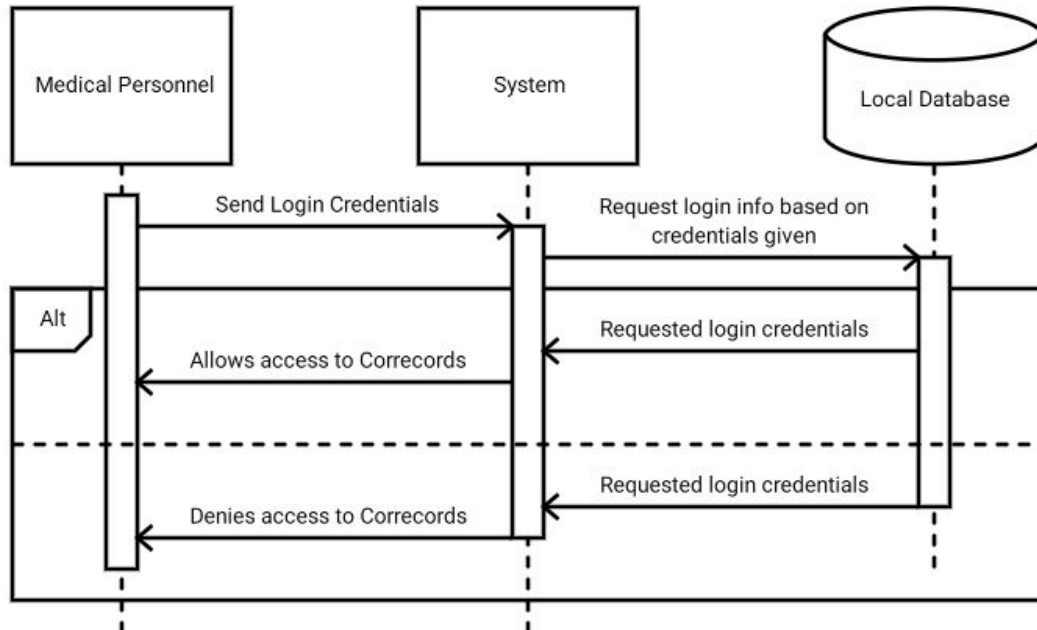 Medical Personnel
System
Local Database
Send Login Credentials
Request login info based on
credentials given
Alt
Requested login credentials
Allows access to Correcords
Requested login credentials
Denies access to Correcords